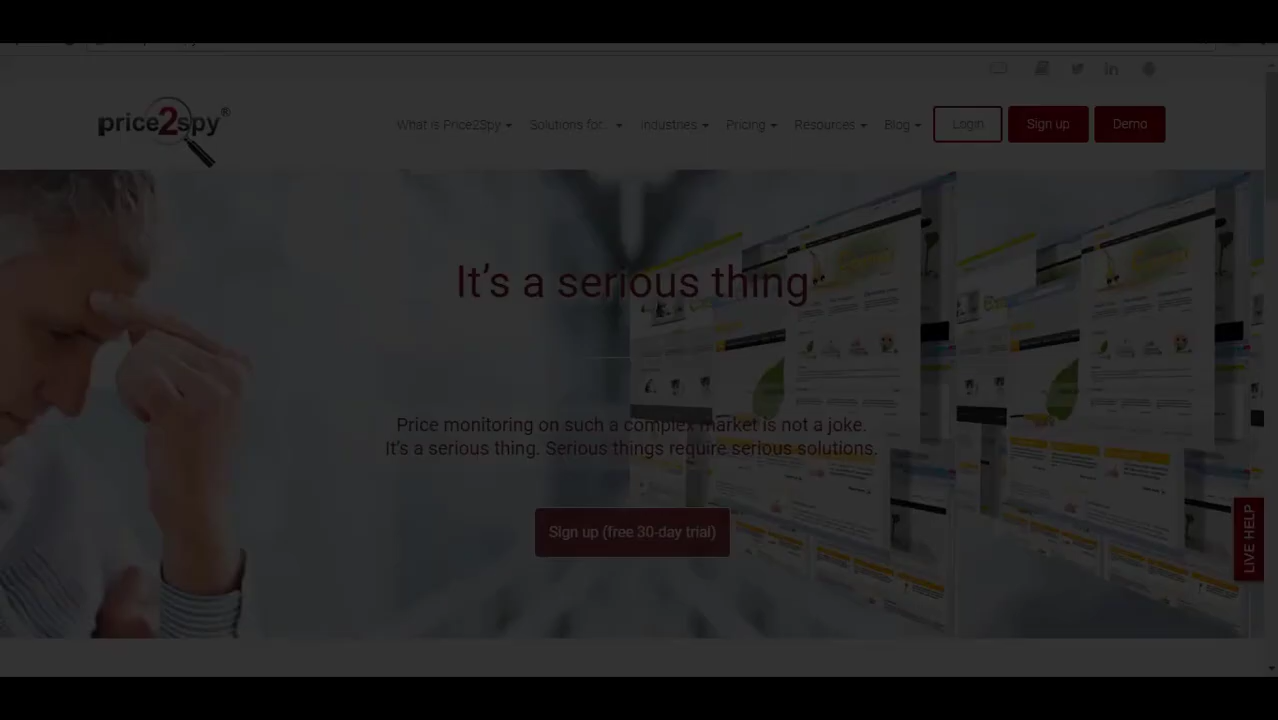 price2spy®
What is Price2Spy
Solutions for...
Industries
Pricing
Resources
Blog
Login
Sign up
Demo
It's a serious thing
Price monitoring on such a complex market is not a joke.
It's a serious thing. Serious things require serious solutions.
Sign up (free 30-day trial)
LIVE HELP